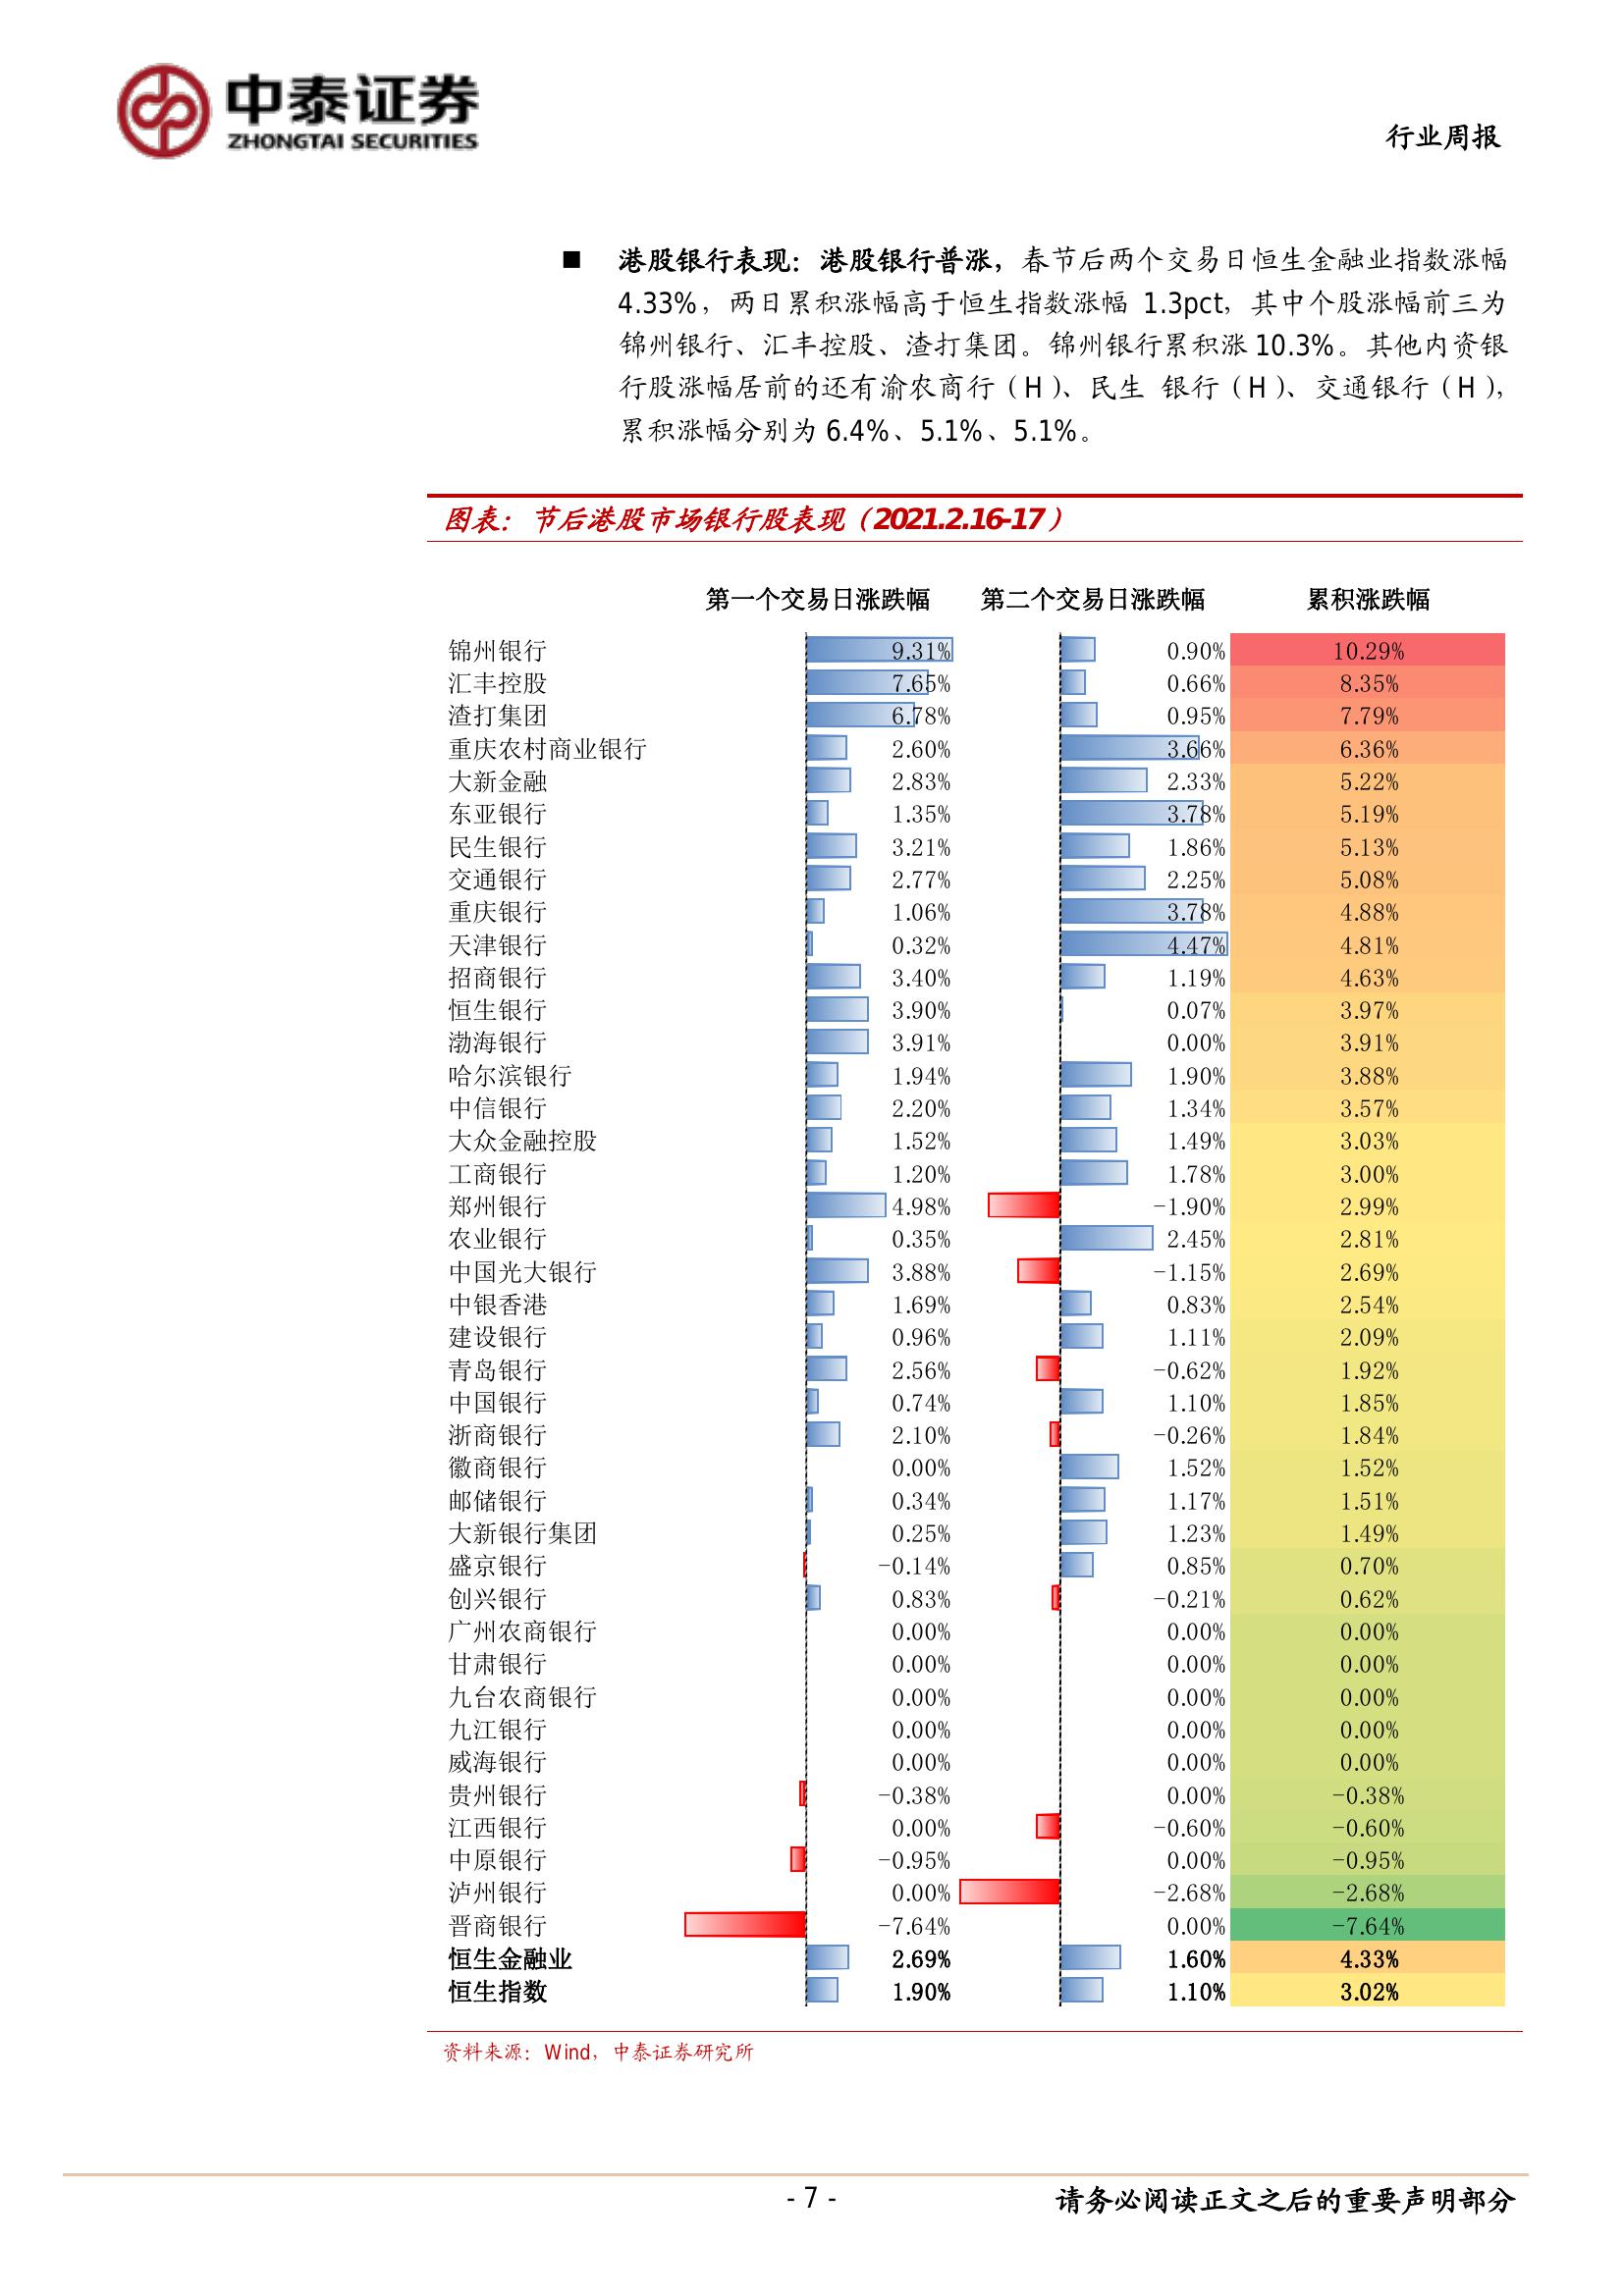 中泰证券
ZHONGTAI SECURITIES
行业周报
■ 港股银行表现：港股银行普涨，春节后两个交易日恒生金融业指数涨幅
4.33%，两日累积涨幅高于恒生指数涨幅 1.3pct，其中个股涨幅前三为
锦州银行、汇丰控股、渣打集团。锦州银行累积涨 10.3%。其他内资银
行股涨幅居前的还有渝农商行（H）、民生 银行（H）、交通银行（H），
累积涨幅分别为 6.4%、5.1%、5.1%。
图表：节后港股市场银行股表现（2021.2.16-17）
第一个交易日涨跌幅 第二个交易日涨跌幅 累积涨跌幅
锦州银行 9.31% 0.90% 10.29%
汇丰控股 7.65% 0.66% 8.35%
渣打集团 6.78% 0.95% 7.79%
重庆农村商业银行 2.60% 3.66% 6.36%
大新金融 2.83% 2.33% 5.22%
东亚银行 1.35% 3.78% 5.19%
民生银行 3.21% 1.86% 5.13%
交通银行 2.77% 2.25% 5.08%
重庆银行 1.06% 3.78% 4.88%
天津银行 0.32% 4.47% 4.81%
招商银行 3.40% 1.19% 4.63%
恒生银行 3.90% 0.07% 3.97%
渤海银行 3.91% 0.00% 3.91%
哈尔滨银行 1.94% 1.90% 3.88%
中信银行 2.20% 1.34% 3.57%
大众金融控股 1.52% 1.49% 3.03%
工商银行 1.20% 1.78% 3.00%
郑州银行 4.98% -1.90% 2.99%
农业银行 0.35% 2.45% 2.81%
中国光大银行 3.88% -1.15% 2.69%
中银香港 1.69% 0.83% 2.54%
建设银行 0.96% 1.11% 2.09%
青岛银行 2.56% -0.62% 1.92%
中国银行 0.74% 1.10% 1.85%
浙商银行 2.10% -0.26% 1.84%
徽商银行 0.00% 1.52% 1.52%
邮储银行 0.34% 1.17% 1.51%
大新银行集团 0.25% 1.23% 1.49%
盛京银行 -0.14% 0.85% 0.70%
创兴银行 0.83% -0.21% 0.62%
广州农商银行 0.00% 0.00% 0.00%
甘肃银行 0.00% 0.00% 0.00%
九台农商银行 0.00% 0.00% 0.00%
九江银行 0.00% 0.00% 0.00%
威海银行 0.00% 0.00% 0.00%
贵州银行 -0.38% 0.00% -0.38%
江西银行 0.00% -0.60% -0.60%
中原银行 -0.95% 0.00% -0.95%
泸州银行 0.00% -2.68% -2.68%
晋商银行 -7.64% 0.00% -7.64%
恒生金融业 2.69% 1.60% 4.33%
恒生指数 1.90% 1.10% 3.02%
资料来源：Wind，中泰证券研究所
- 7 - 请务必阅读正文之后的重要声明部分